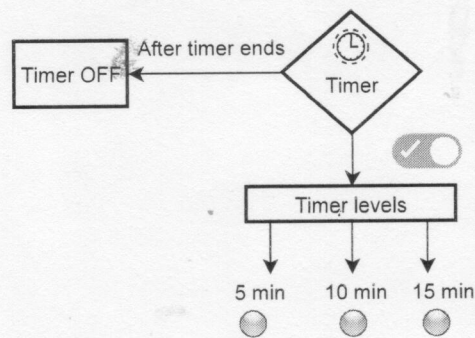 After timer ends
Timer OFF
Timer
Timer levels
5 min
10 min
15 min